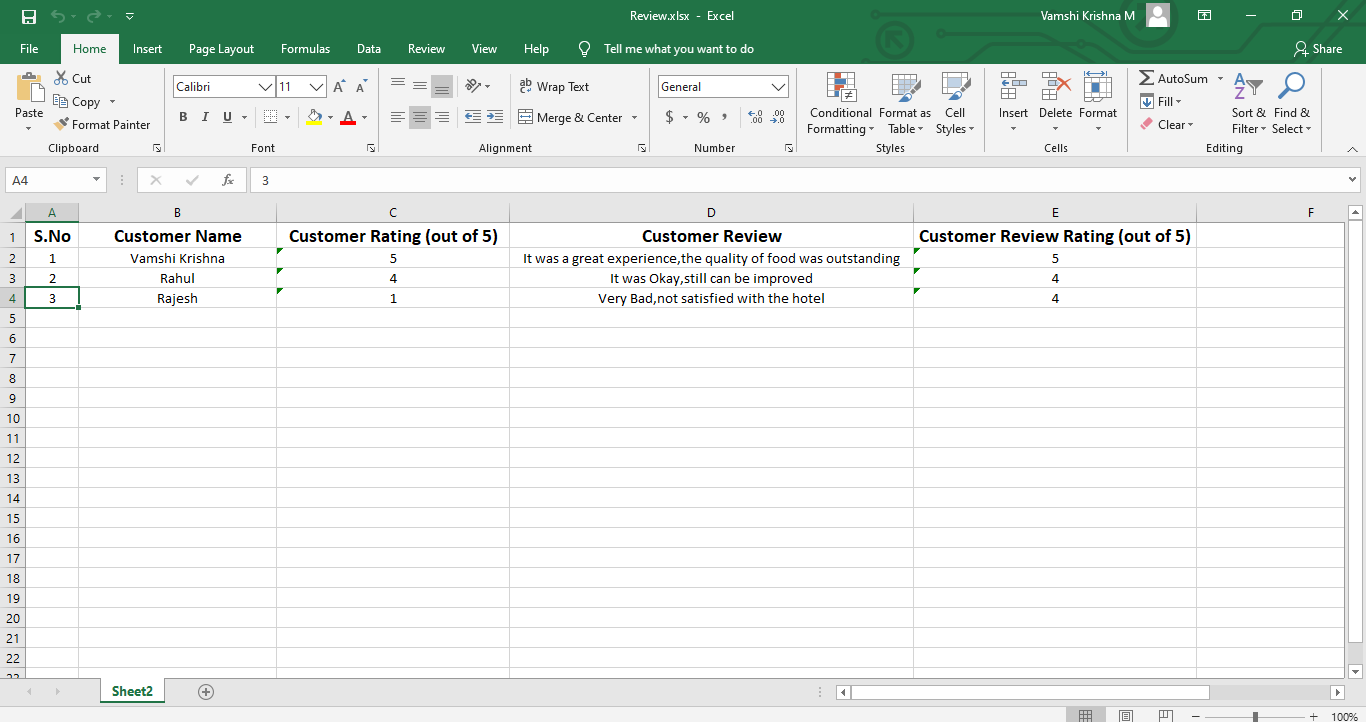 Review.xlsx - Excel
Vamshi Krishna M
File Home Insert Page Layout Formulas Data Review View Help Tell me what you want to do Share
Paste
Cut
Copy
Format Painter
Clipboard
Calibri 11 A A
B I U A
Font
ab Wrap Text
Merge & Center
Alignment
General
$ % , .00 .00
Number
Conditional Formatting
Format as Table
Cell Styles
Styles
Insert Delete Format
Cells
AutoSum
Fill
Clear
Sort & Filter
Find & Select
Editing
A4 fx 3
A B C D E F
1 S.No Customer Name Customer Rating (out of 5) Customer Review Customer Review Rating (out of 5)
2 1 Vamshi Krishna 5 It was a great experience,the quality of food was outstanding 5
3 2 Rahul 4 It was Okay,still can be improved 4
4 3 Rajesh 1 Very Bad,not satisfied with the hotel 4
5
6
7
8
9
10
11
12
13
14
15
16
17
18
19
20
21
22
23
Sheet2
100%